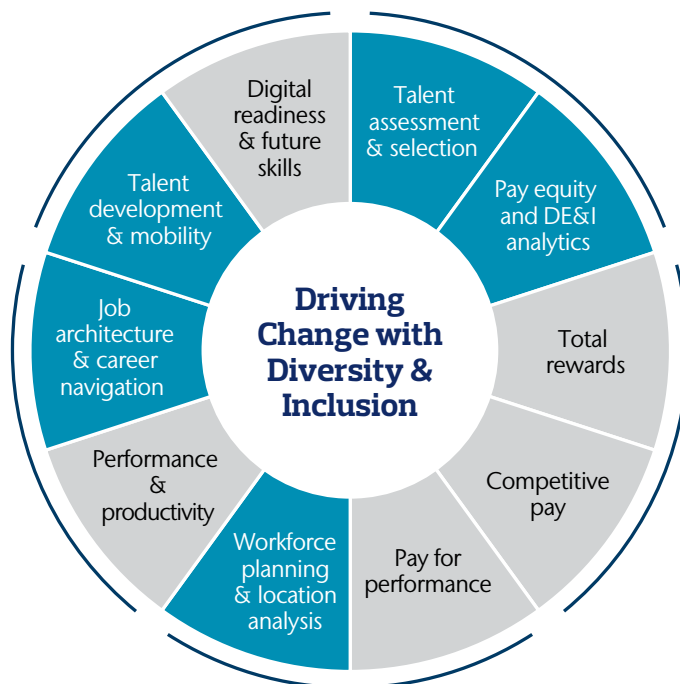 Driving
Change with
Diversity &
Inclusion
Talent
assessment
& selection
Pay equity
and DE&I
analytics
Total
rewards
Competitive
pay
Pay for
performance
Workforce
planning
& location
analysis
Performance
&
productivity
Job
architecture
& career
navigation
Talent
development
& mobility
Digital
readiness
& future
skills